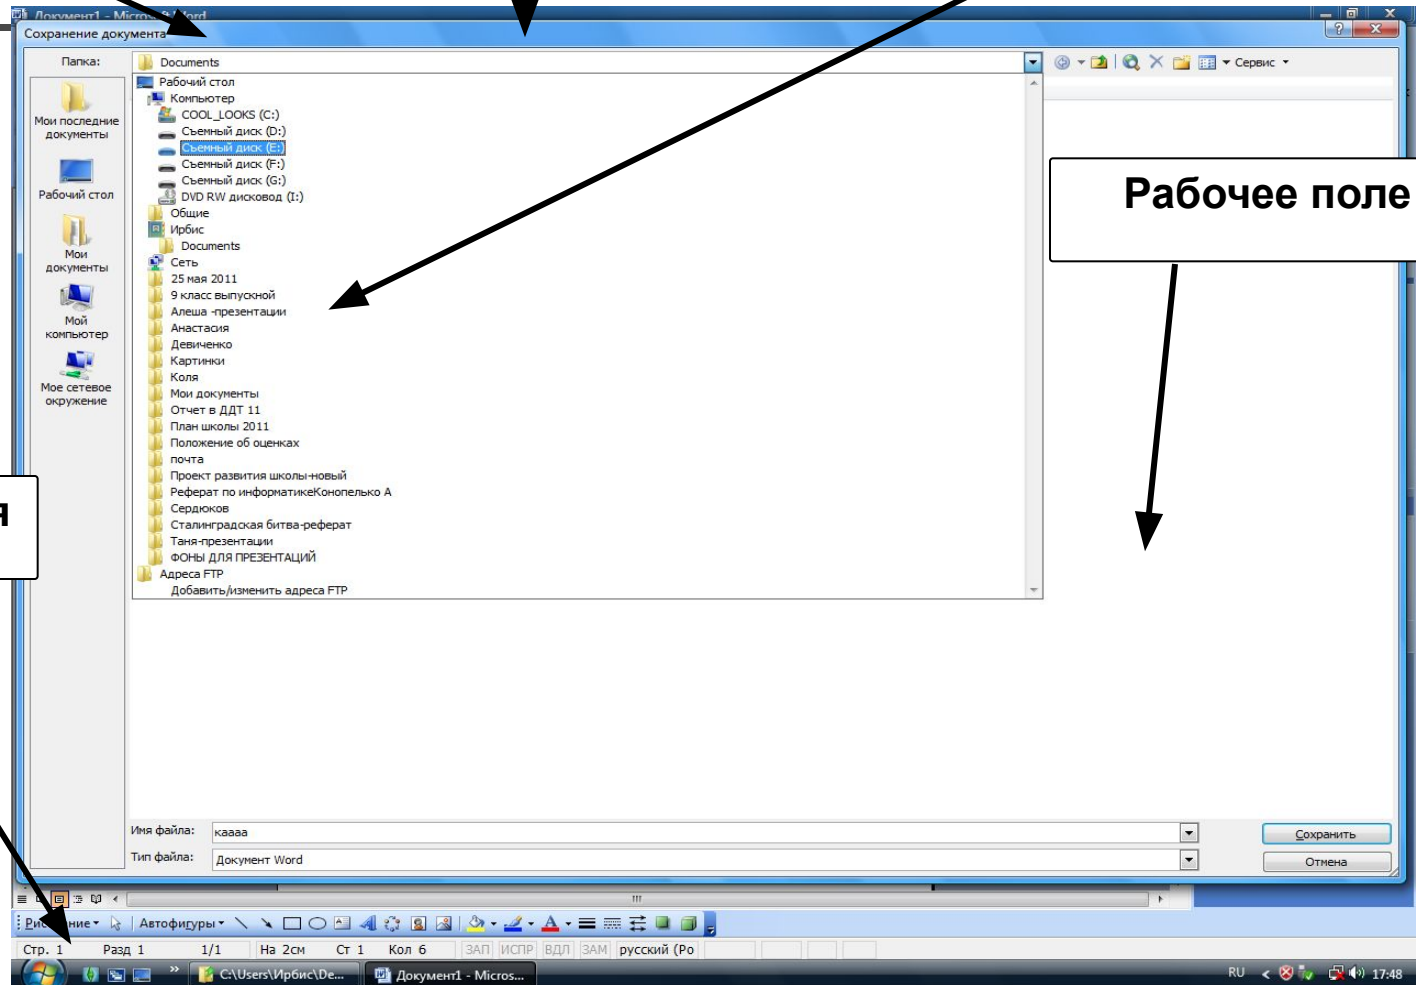 Документ1 - Microsoft Word
Сохранение документа
Папка:
Documents
Сервис
Рабочий стол
Компьютер
COOL_LOOKS (C:)
Съемный диск (D:)
Съемный диск (E:)
Съемный диск (F:)
Съемный диск (G:)
DVD RW дисковод (I:)
Общие
Ирбис
Documents
Сеть
25 мая 2011
9 класс выпускной
Алеша -презентации
Анастасия
Девиченко
Картинки
Коля
Мои документы
Отчет в ДДТ 11
План школы 2011
Положение об оценках
почта
Проект развития школы-новый
Реферат по информатикеКонопелько А
Сердюков
Сталинградская битва-реферат
Таня-презентации
ФОНЫ ДЛЯ ПРЕЗЕНТАЦИЙ
Адреса FTP
Добавить/изменить адреса FTP
Мои последние
документы
Рабочий стол
Мои
документы
Мой
компьютер
Мое сетевое
окружение
Рабочее поле
я
Имя файла:
каааа
Сохранить
Тип файла:
Документ Word
Отмена
Рисование
Автофигуры
Стр. 1 Разд 1 1/1 На 2см Ст 1 Кол 6 ЗАП ИСПР ВДЛ ЗАМ русский (Ро
C:\Users\Ирбис\De...
Документ1 - Micros...
RU
17:48